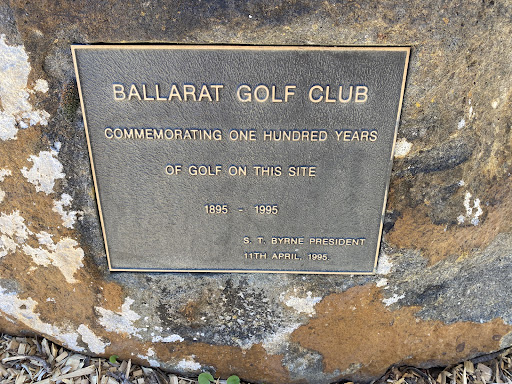 BALLARAT GOLF CLUB
COMMEMORATING ONE HUNDRED YEARS
OF GOLF ON THIS SITE
1895 - 1995
S. T. BYRNE PRESIDENT
11TH APRIL, 1995.